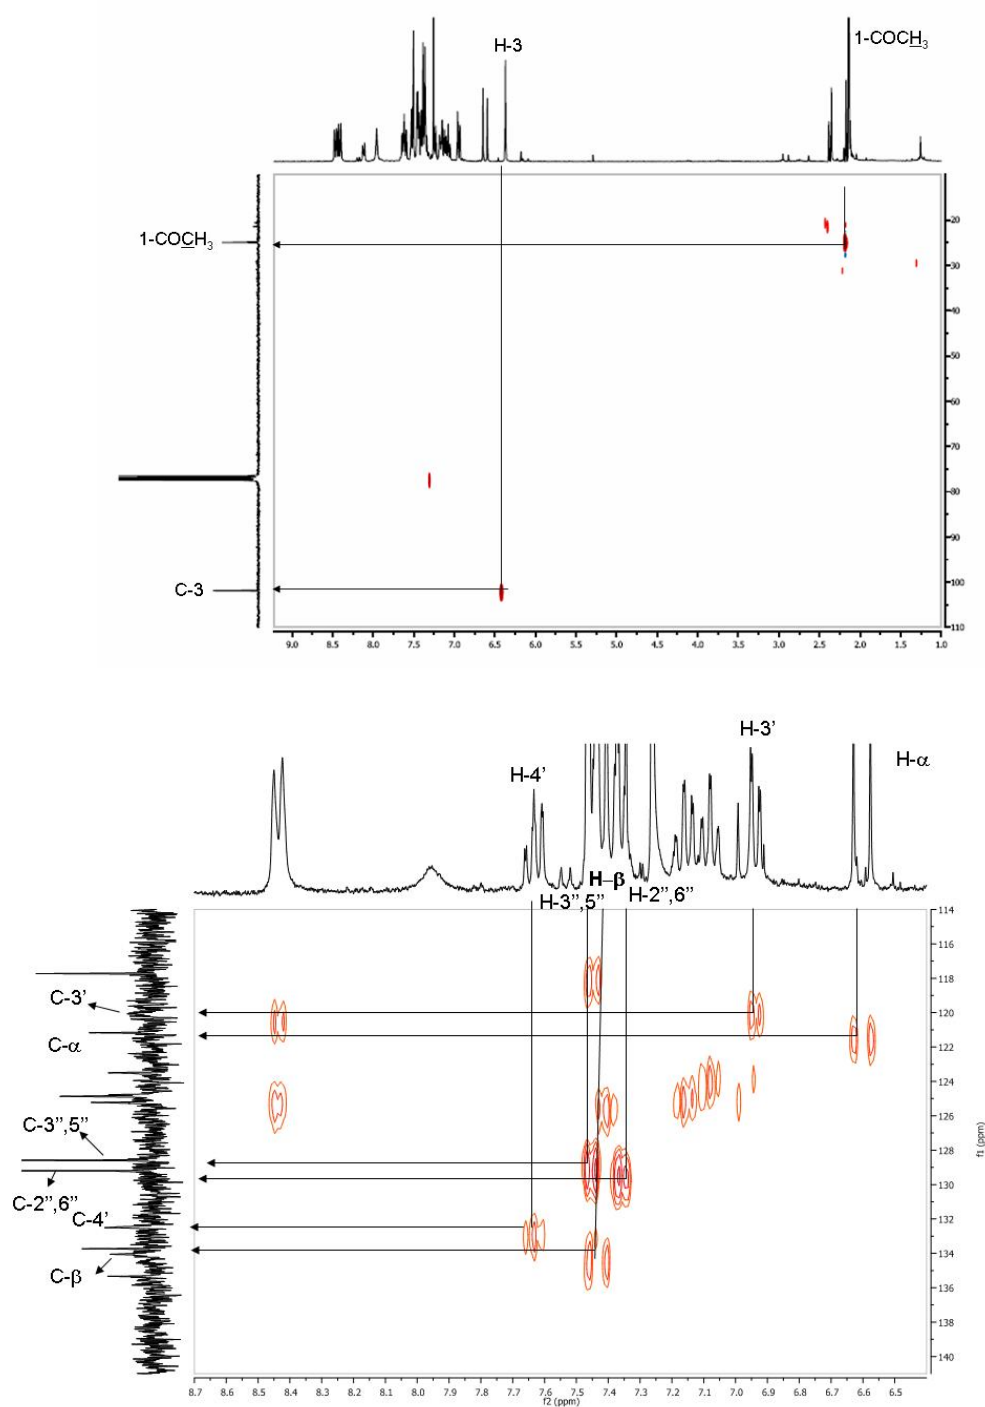 H-3
1-COCH₃
1-COCH₃
20
30
40
50
60
70
80
90
100
110
C-3
9.0 8.5 8.0 7.5 7.0 6.5 6.0 5.5 5.0 4.5 4.0 3.5 3.0 2.5 2.0 1.5 1.0
H-3’
H-α
H-4’
H-β
H-3’’,5’’ H-2’’,6’’
114
116
118
C-3’
120
C-α
122
124
126
C-3’’,5’’
128
130
C-2’’,6’’
C-4’
132
134
C-β
136
138
140
f1 (ppm)
8.7 8.6 8.5 8.4 8.3 8.2 8.1 8.0 7.9 7.8 7.7 7.6 7.5 7.4 7.3 7.2 7.1 7.0 6.9 6.8 6.7 6.6 6.5
f2 (ppm)